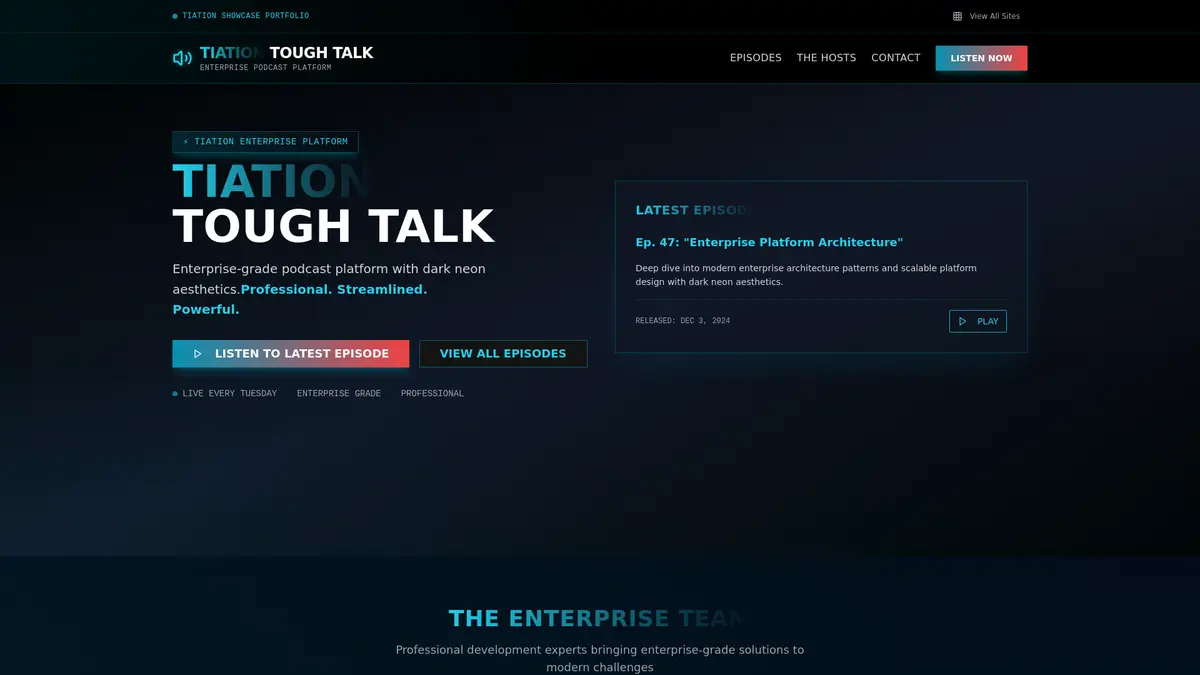 TIATION SHOWCASE PORTFOLIO
View All Sites
TIATION TOUGH TALK
ENTERPRISE PODCAST PLATFORM
EPISODES
THE HOSTS
CONTACT
LISTEN NOW
⚡ TIATION ENTERPRISE PLATFORM
TIATION
TOUGH TALK
Enterprise-grade podcast platform with dark neon
aesthetics.Professional. Streamlined.
Powerful.
LISTEN TO LATEST EPISODE
VIEW ALL EPISODES
LIVE EVERY TUESDAY
ENTERPRISE GRADE
PROFESSIONAL
LATEST EPISODE
Ep. 47: "Enterprise Platform Architecture"
Deep dive into modern enterprise architecture patterns and scalable platform
design with dark neon aesthetics.
RELEASED: DEC 3, 2024
PLAY
THE ENTERPRISE TEAM
Professional development experts bringing enterprise-grade solutions to
modern challenges